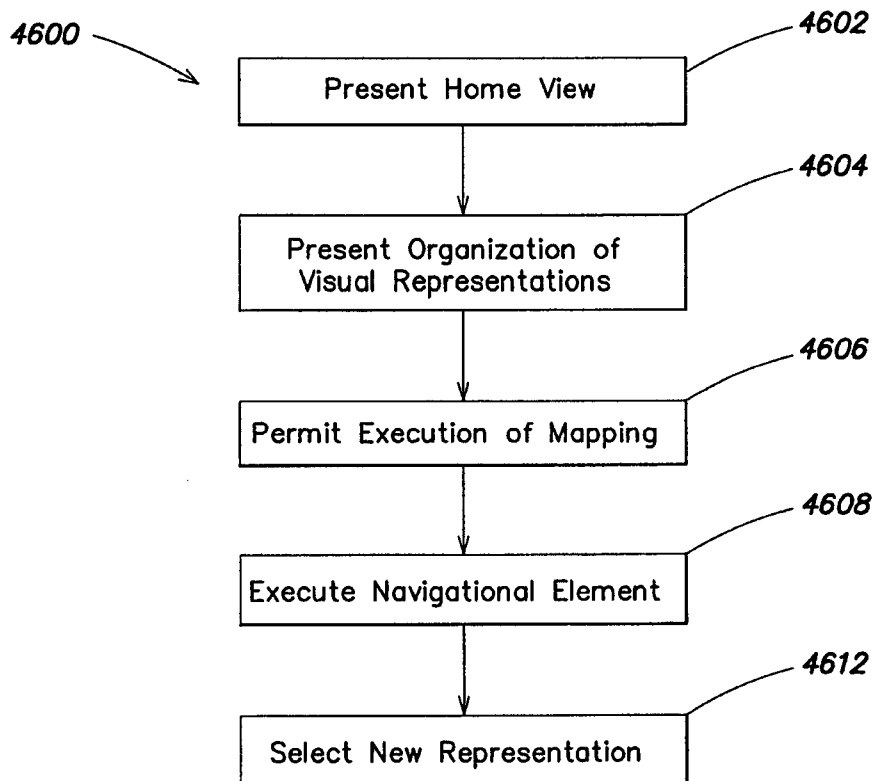 4600
4602
Present Home View
4604
Present Organization of
Visual Representations
4606
Permit Execution of Mapping
4608
Execute Navigational Element
4612
Select New Representation